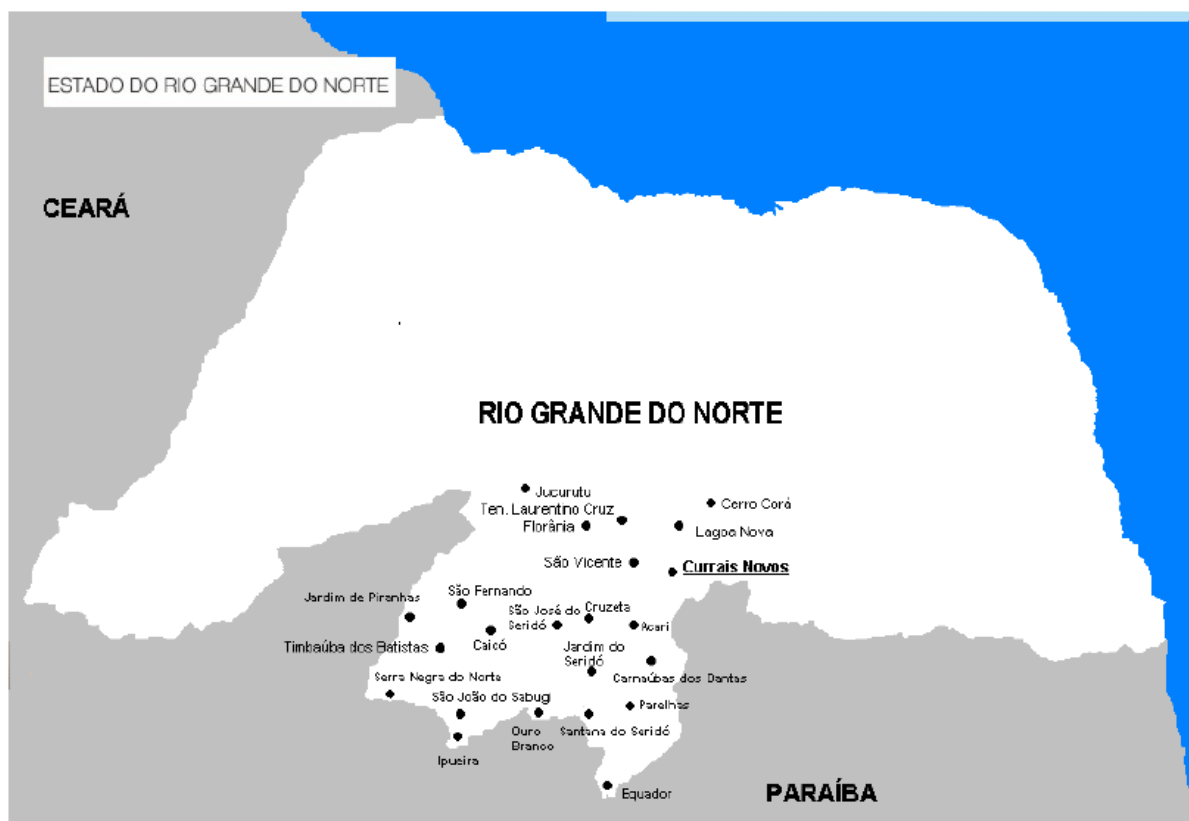 ESTADO DO RIO GRANDE DO NORTE
CEARÁ
RIO GRANDE DO NORTE
Jucurutu
Cerro Corá
Ten. Laurentino Cruz
Florânia
Lagoa Nova
São Vicente
Currais Novos
São Fernando
Jardim de Piranhas
São José do
Seridó
Cruzeta
Acari
Caicó
Timbaúba dos Batistas
Jardim do
Seridó
Carnaúbas dos Dantas
Serra Negra do Norte
São João do Sabugi
Parelhas
Ouro
Branco
Santana do Seridó
Ipueira
Equador
PARAÍBA